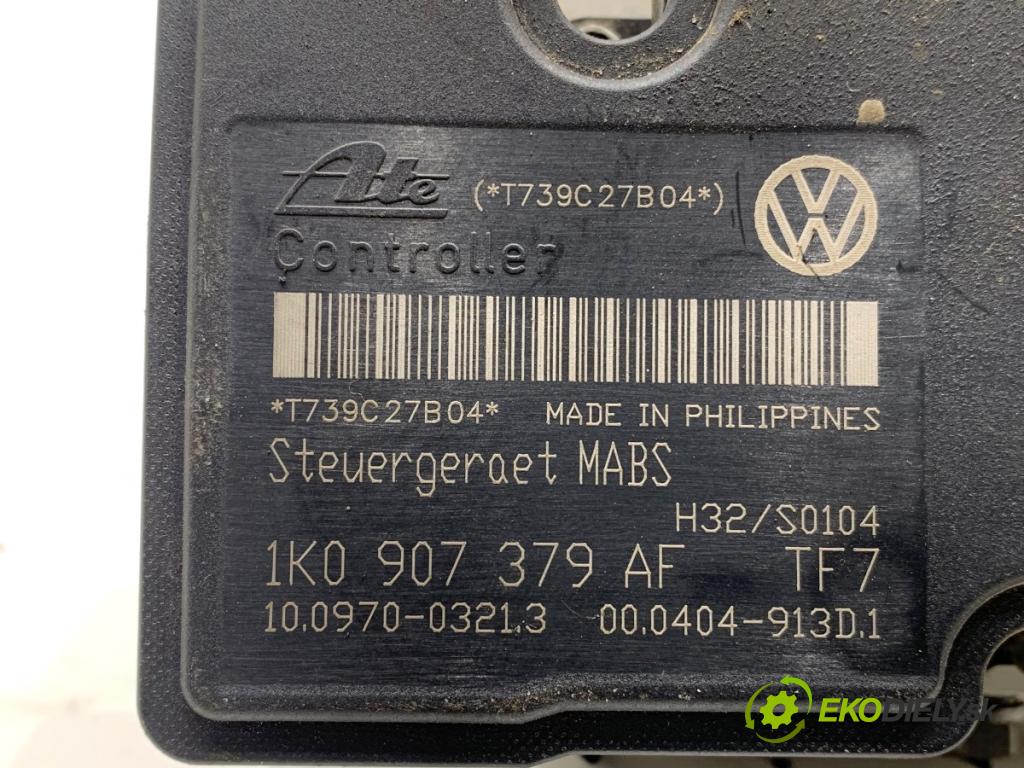 Ate (*T739C27B04*)
Controller
*T739C27B04* MADE IN PHILIPPINES
Steuergeraet MABS
H32/S0104
1K0 907 379 AF TF7
10.0970-0321.3 00.0404-913D.1
EKODIELY.SK